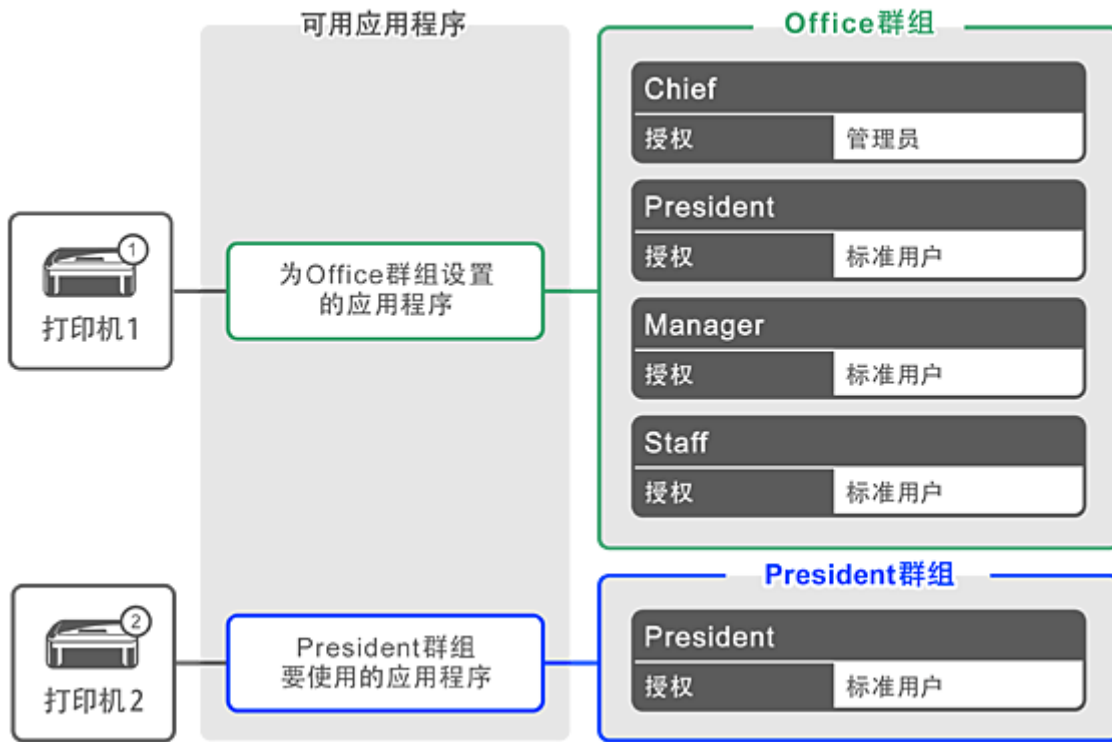 可用应用程序
Office群组
Chief
授权 管理员
President
授权 标准用户
1
打印机1
为Office群组设置
的应用程序
Manager
授权 标准用户
Staff
授权 标准用户
President群组
2
打印机2
President群组
要使用的应用程序
President
授权 标准用户